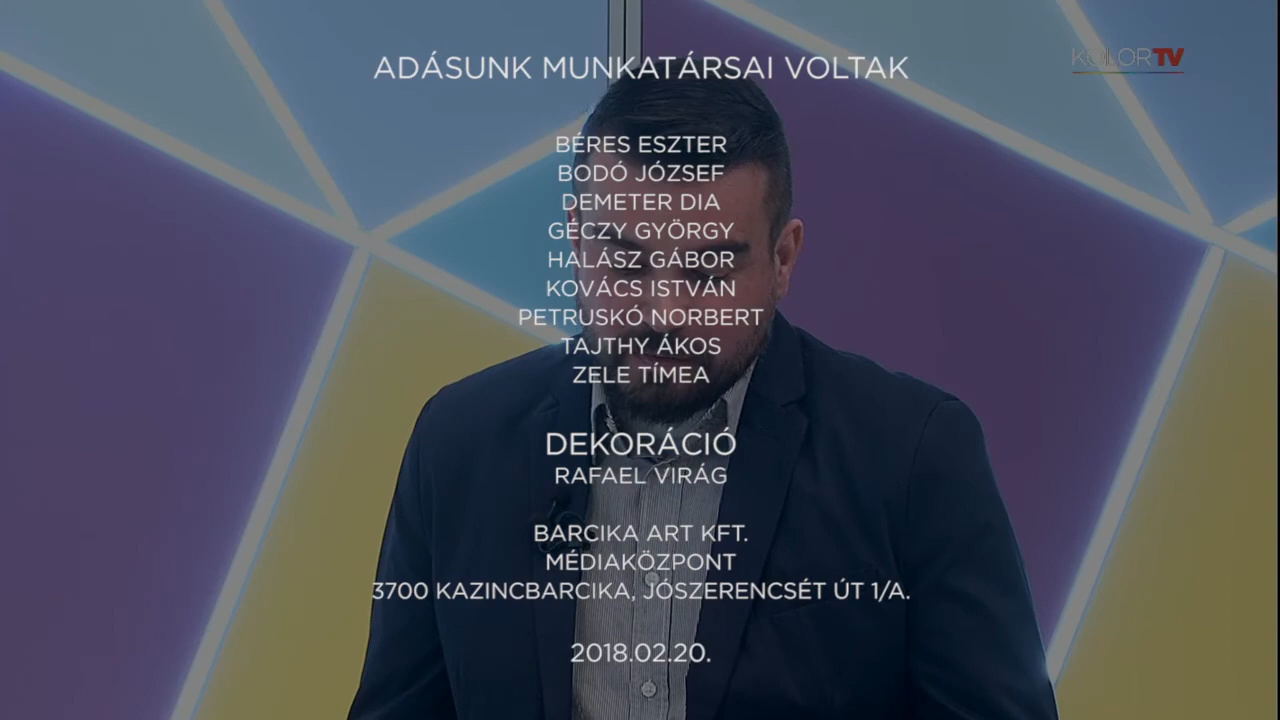 ADÁSUNK MUNKATÁRSAI VOLTAK
KOLORTV
BÉRES ESZTER
BODÓ JÓZSEF
DEMETER DIA
GÉCZY GYÖRGY
HALÁSZ GÁBOR
KOVÁCS ISTVÁN
PETRUSKÓ NORBERT
TAJTHY ÁKOS
ZELE TÍMEA
DEKORÁCIÓ
RAFAEL VIRÁG
BARCIKA ART KFT.
MÉDIAKÖZPONT
3700 KAZINCBARCIKA, JÓSZERENCSÉT ÚT 1/A.
2018.02.20.